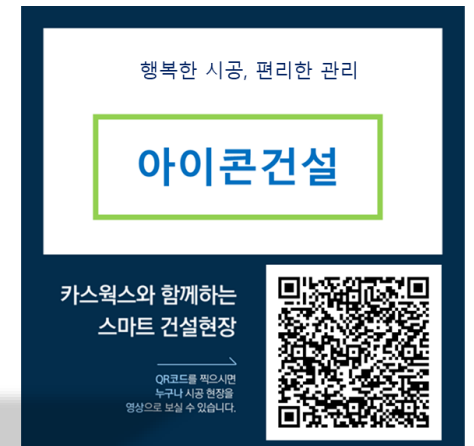 행복한 시공, 편리한 관리
아이콘건설
카스웍스와 함께하는
스마트 건설현장
QR코드를 찍으시면
누구나 시공 현장을
영상으로 보실 수 있습니다.